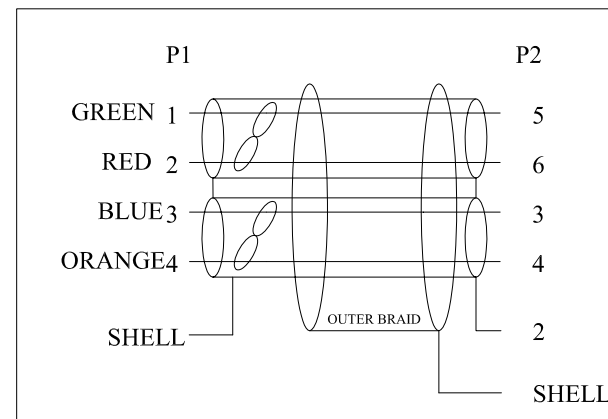 P1 P2
GREEN 1 5
RED 2 6
BLUE 3 3
ORANGE 4 4
OUTER BRAID
SHELL 2
SHELL